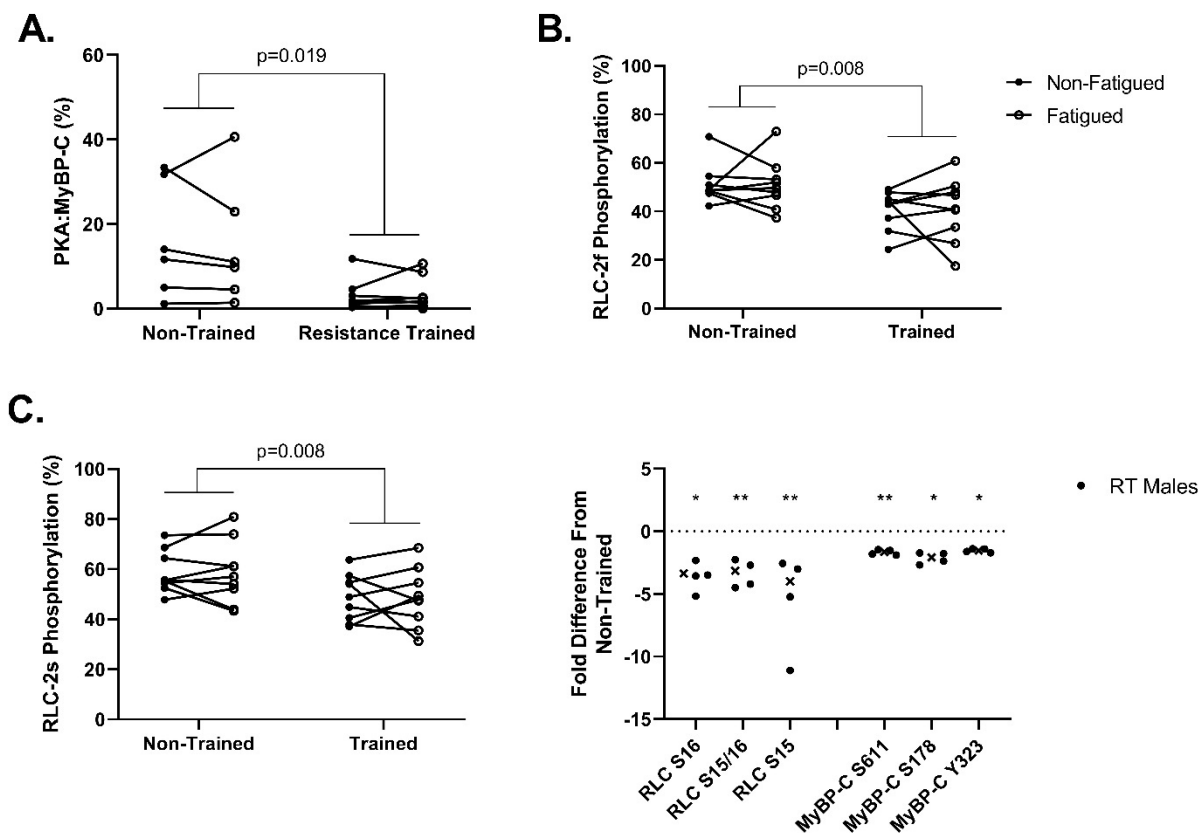 A.
PKA:MyBP-C (%)
60
40
20
0
p=0.019
Non-Trained
Resistance Trained
B.
RLC-2f Phosphorylation (%)
100
80
60
40
20
0
p=0.008
Non-Trained
Trained
Non-Fatigued
Fatigued
C.
RLC-2s Phosphorylation (%)
100
80
60
40
20
0
p=0.008
Non-Trained
Trained
Fold Difference From
Non-Trained
5
0
-5
-10
-15
* ** ** ** * *
RLC S16
RLC S15/16
RLC S15
MyBP-C S611
MyBP-C S178
MyBP-C Y323
RT Males